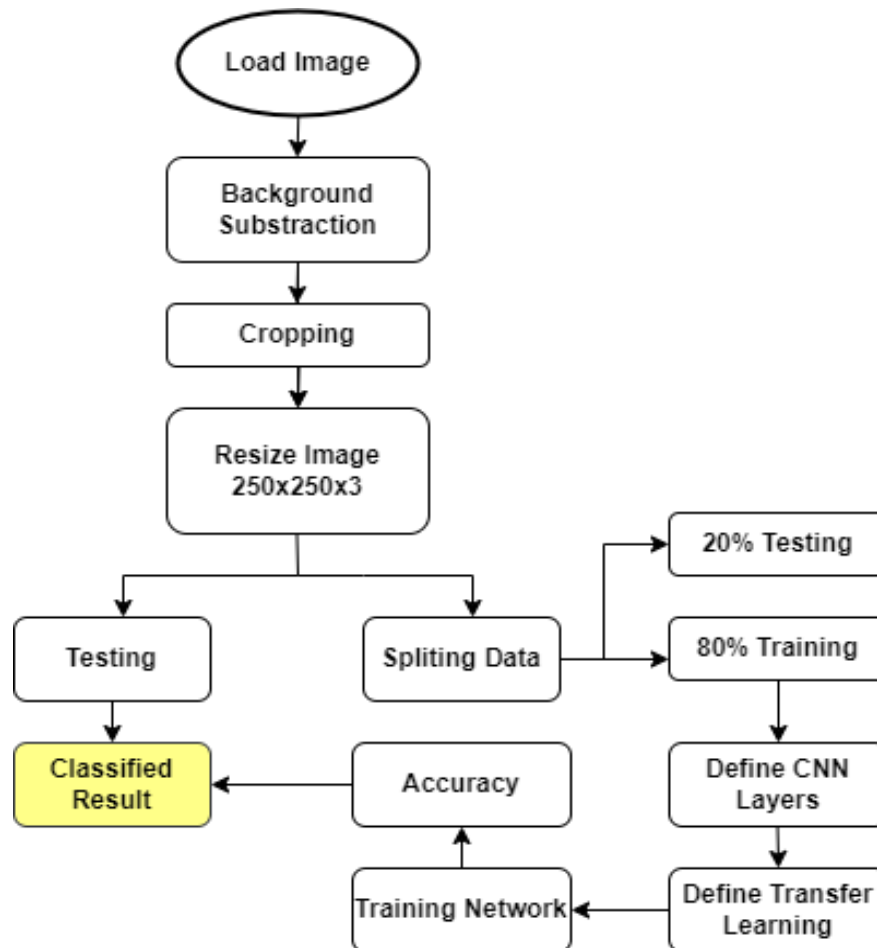 Load Image
Background
Substraction
Cropping
Resize Image
250x250x3
20% Testing
Testing
Spliting Data
80% Training
Classified
Result
Accuracy
Define CNN
Layers
Training Network
Define Transfer
Learning